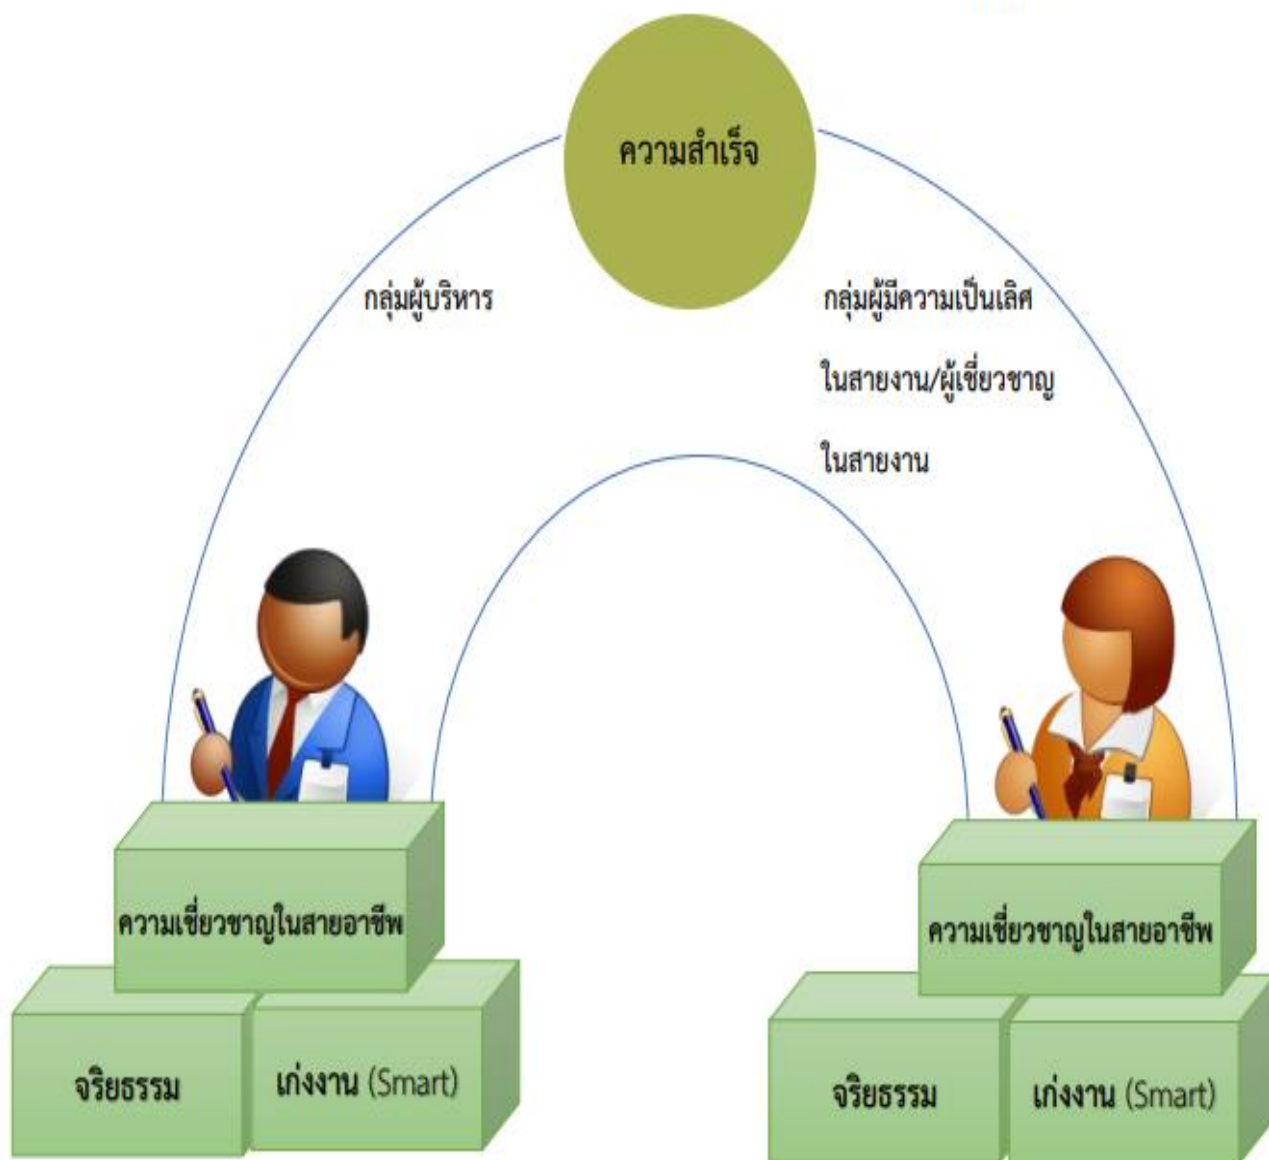 ความสำเร็จ
กลุ่มผู้บริหาร
กลุ่มผู้มีความเป็นเลิศ
ในสายงาน/ผู้เชี่ยวชาญ
ในสายงาน
ความเชี่ยวชาญในสายอาชีพ
จริยธรรม
เก่งงาน (Smart)
ความเชี่ยวชาญในสายอาชีพ
จริยธรรม
เก่งงาน (Smart)